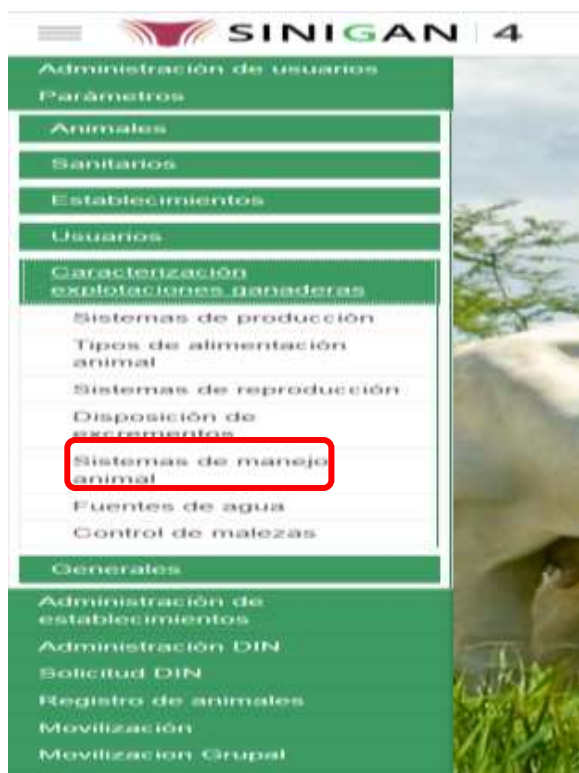 SINIGAN | 4
Administración de usuarios
Parámetros
Animales
Sanitarios
Establecimientos
Usuarios
Caracterización
explotaciones ganaderas
Sistemas de producción
Tipos de alimentación
animal
Sistemas de reproducción
Disposición de
excrementos
Sistemas de manejo
animal
Fuentes de agua
Control de malezas
Generales
Administración de
establecimientos
Administración DIN
Solicitud DIN
Registro de animales
Movilización
Movilizacion Grupal